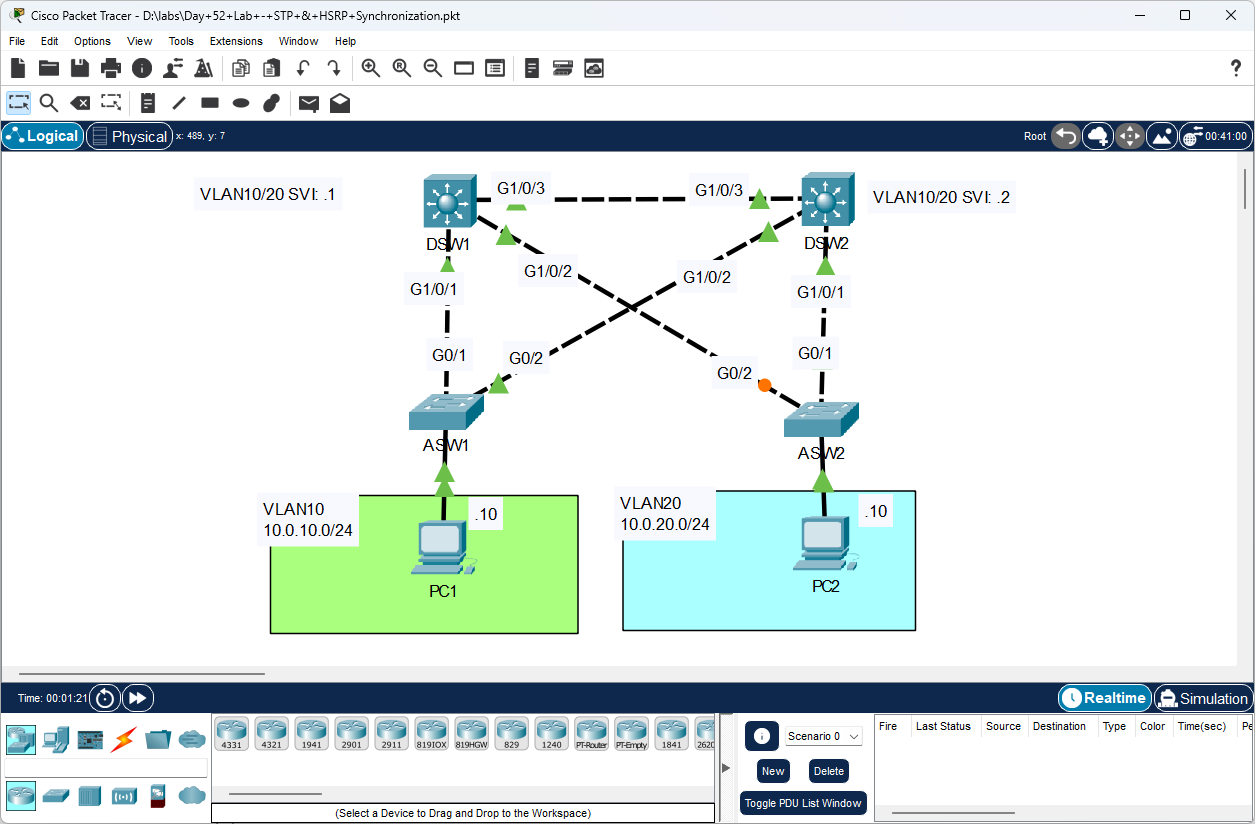 Cisco Packet Tracer - D:\labs\Day+52+Lab+-+STP+&+HSRP+Synchronization.pkt
File Edit Options View Tools Extensions Window Help
?
Logical Physical x: 489, y: 7 Root 00:41:00
VLAN10/20 SVI: .1
G1/0/3
G1/0/3
VLAN10/20 SVI: .2
DSW1
DSW2
G1/0/2
G1/0/2
G1/0/1
G1/0/1
G0/1
G0/2
G0/2
G0/1
ASW1
ASW2
VLAN10
10.0.10.0/24
.10
VLAN20
10.0.20.0/24
.10
PC1
PC2
Time: 00:01:21 Realtime Simulation
4331 4321 1941 2901 2911 819IOX 819HGW 829 1240 PT-Router PT-Empty 1841 2620
Scenario 0
New Delete
Toggle PDU List Window
Fire Last Status Source Destination Type Color Time(sec) Pe
(Select a Device to Drag and Drop to the Workspace)